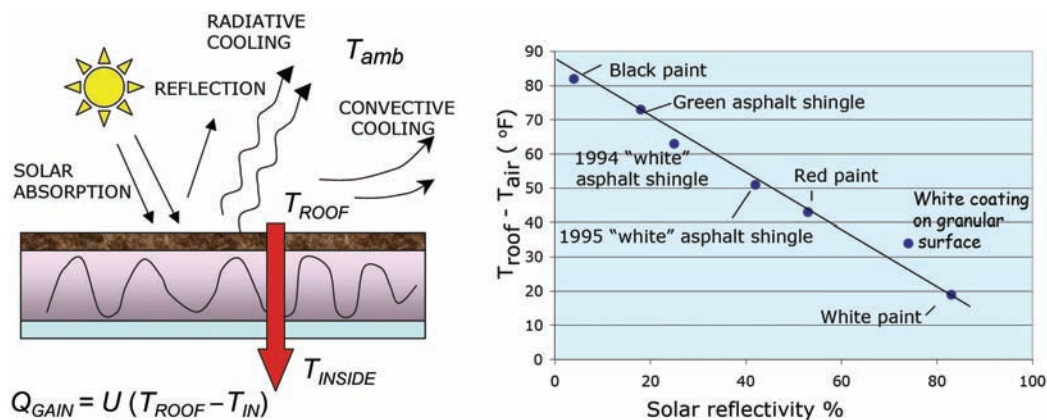 RADIATIVE
COOLING
T_amb
REFLECTION
CONVECTIVE
COOLING
SOLAR
ABSORPTION
T_ROOF
T_INSIDE
Q_GAIN = U (T_ROOF – T_IN)
T_roof - T_air (°F)
90
80
70
60
50
40
30
20
10
0
Black paint
Green asphalt shingle
1994 “white”
asphalt shingle
Red paint
1995 “white” asphalt shingle
White coating
on granular
surface
White paint
0
20
40
60
80
100
Solar reflectivity %